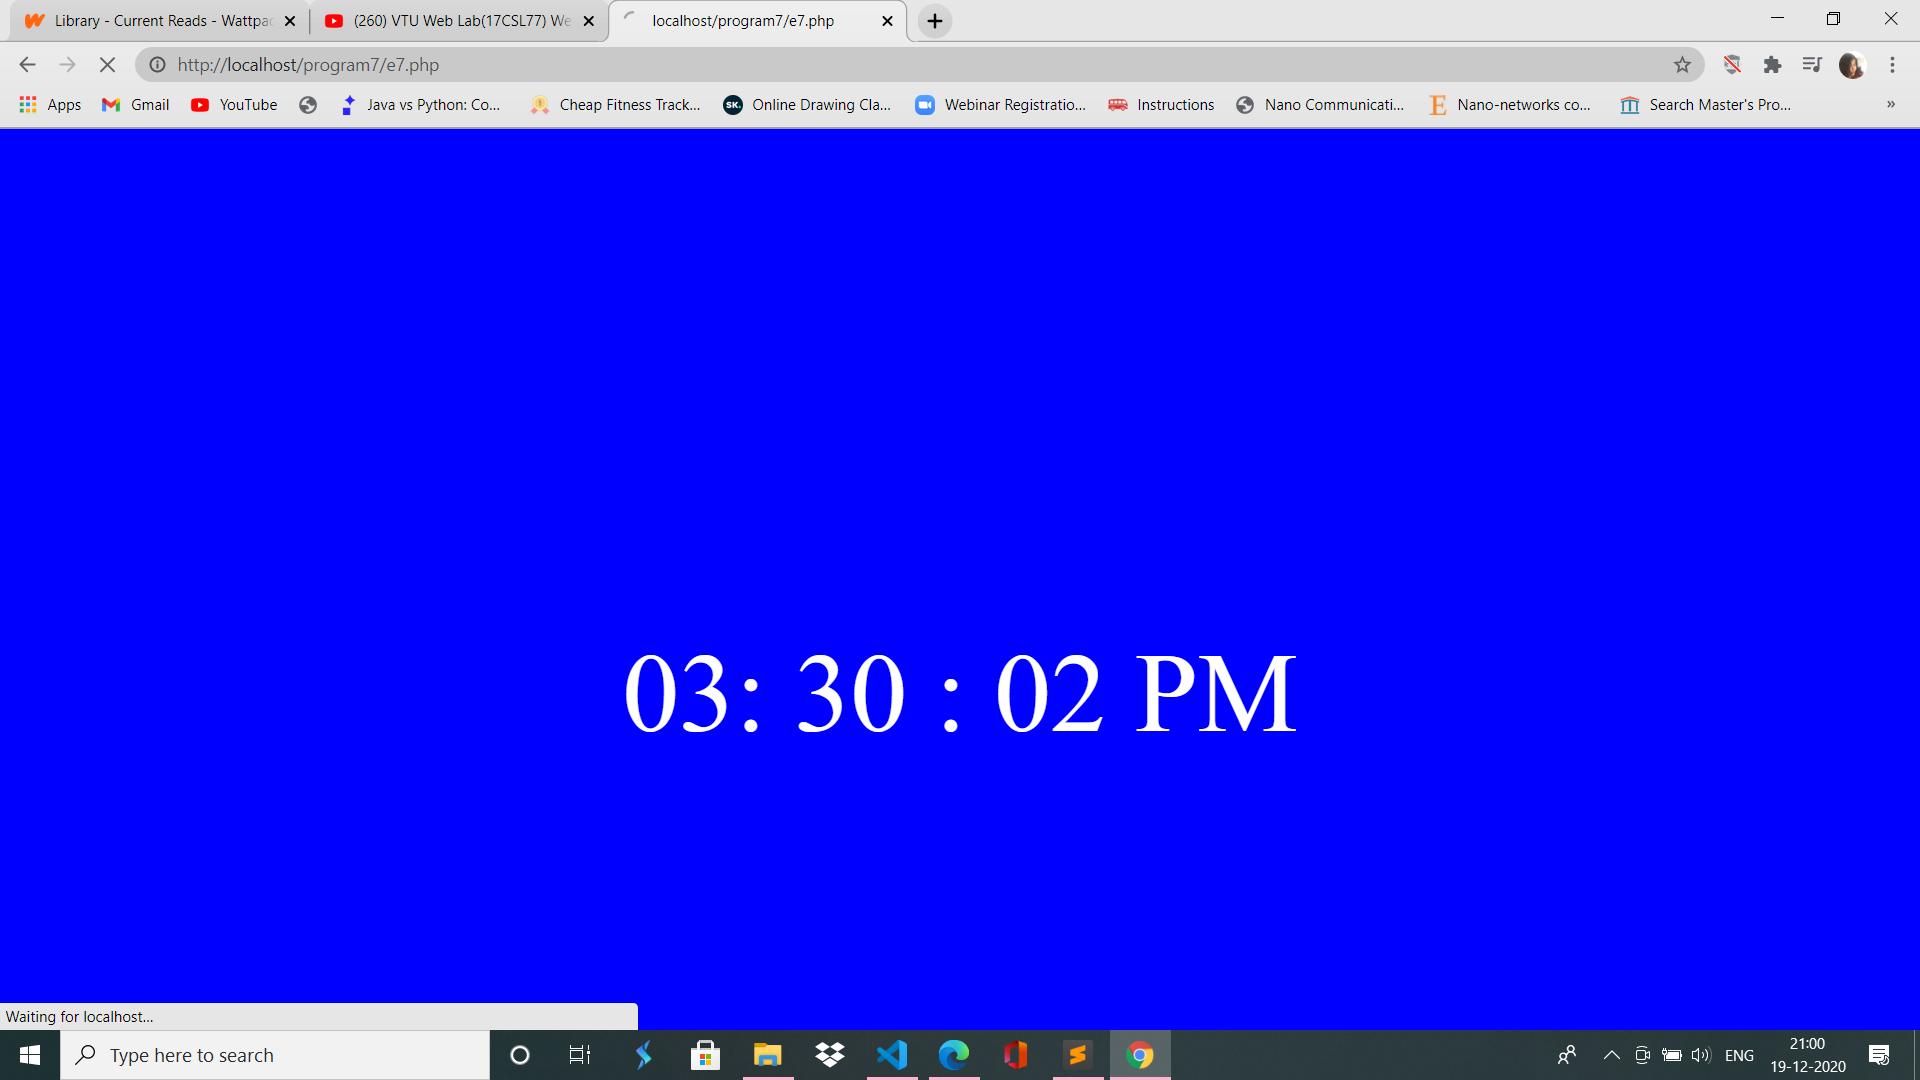 Library - Current Reads - Wattpad
(260) VTU Web Lab(17CSL77) We
localhost/program7/e7.php
http://localhost/program7/e7.php
Apps
Gmail
YouTube
Java vs Python: Co...
Cheap Fitness Track...
SK.
Online Drawing Cla...
Webinar Registratio...
Instructions
Nano Communicati...
E
Nano-networks co...
Search Master's Pro...
»
03: 30 : 02 PM
Waiting for localhost...
Type here to search
ENG
21:00
19-12-2020